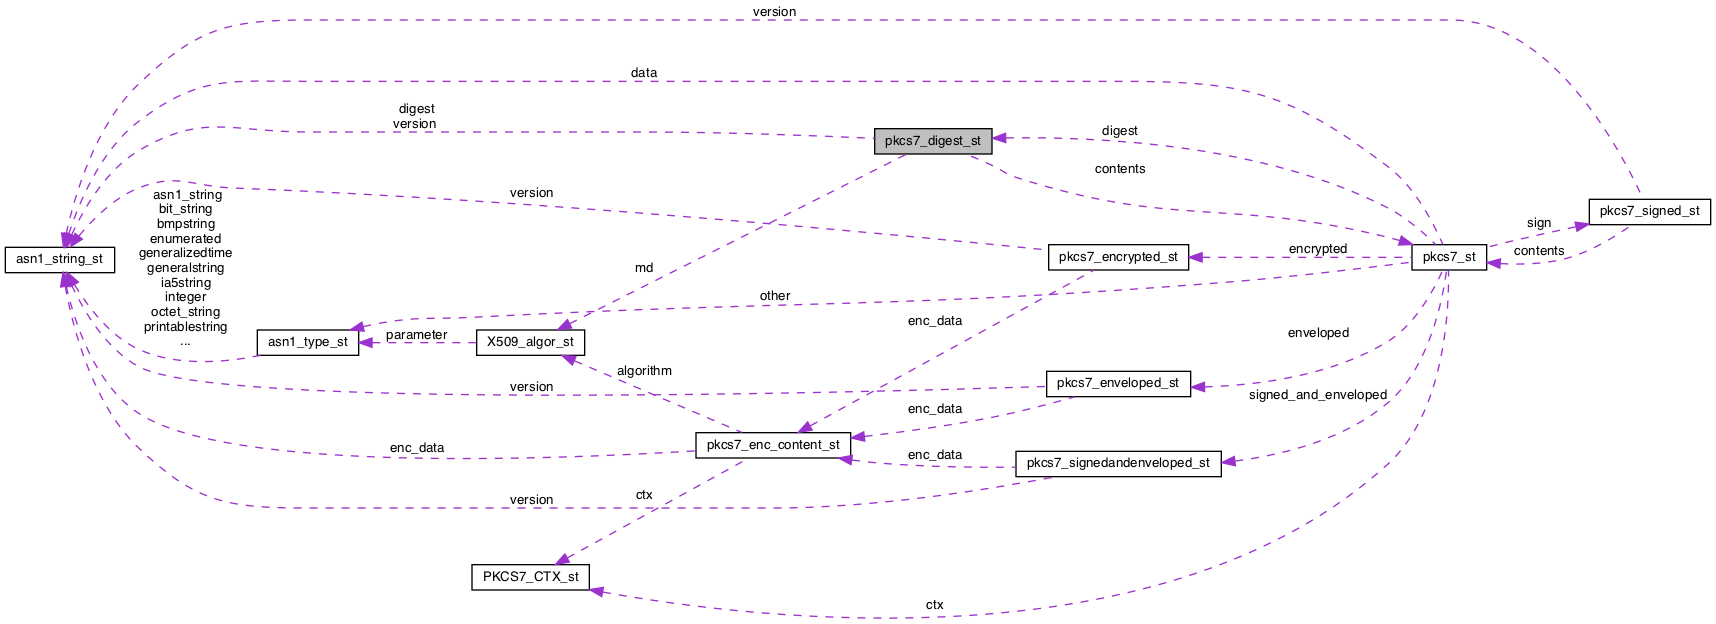 version
data
digest
version
pkcs7_digest_st
digest
contents
asn1_string
bit_string
bmpstring
enumerated
generalizedtime
generalstring
ia5string
integer
octet_string
printablestring
...
version
pkcs7_signed_st
sign
contents
asn1_string_st
pkcs7_encrypted_st
encrypted
pkcs7_st
md
other
enc_data
asn1_type_st
parameter
X509_algor_st
enveloped
algorithm
version
pkcs7_enveloped_st
signed_and_enveloped
enc_data
enc_data
pkcs7_enc_content_st
enc_data
pkcs7_signedandenveloped_st
version
ctx
PKCS7_CTX_st
ctx